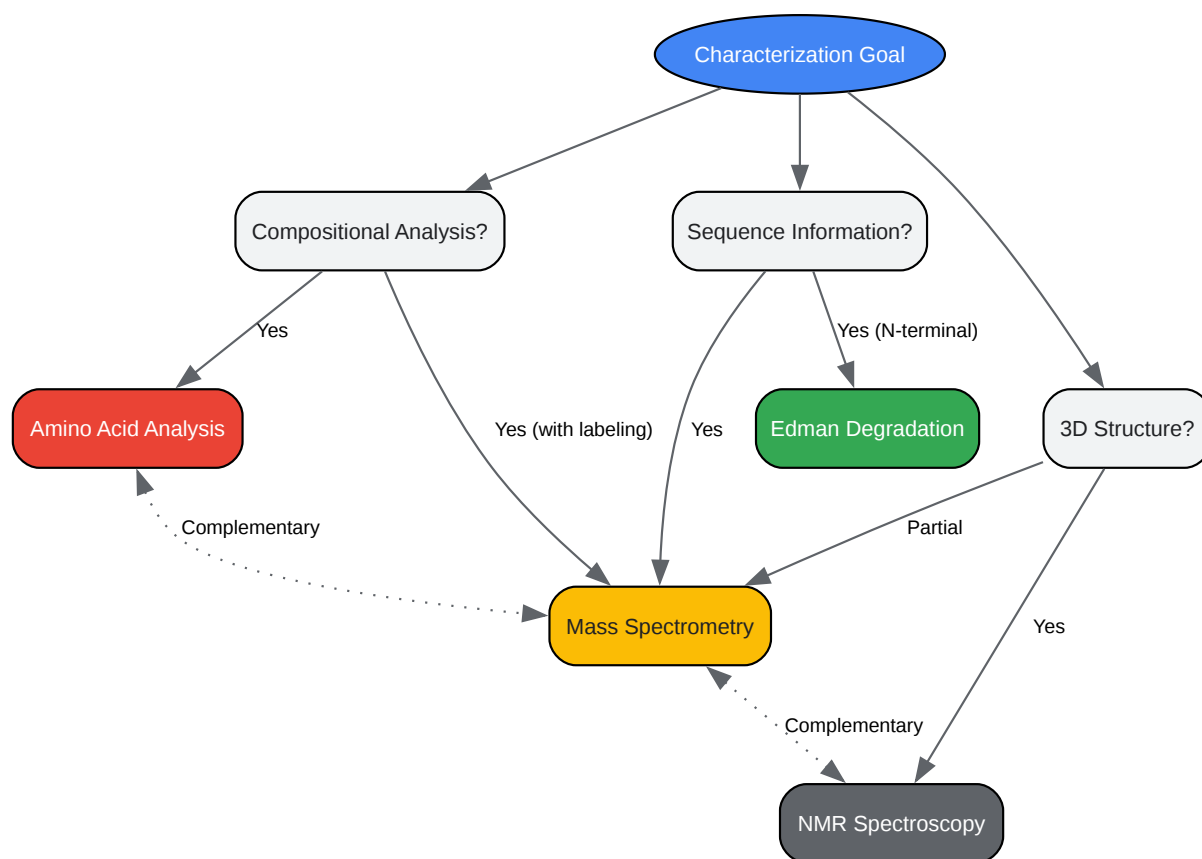 Characterization Goal
Compositional Analysis?
Sequence Information?
Yes
Yes (N-terminal)
Amino Acid Analysis
Yes (with labeling)
Yes
Edman Degradation
3D Structure?
Complementary
Partial
Mass Spectrometry
Yes
Complementary
NMR Spectroscopy